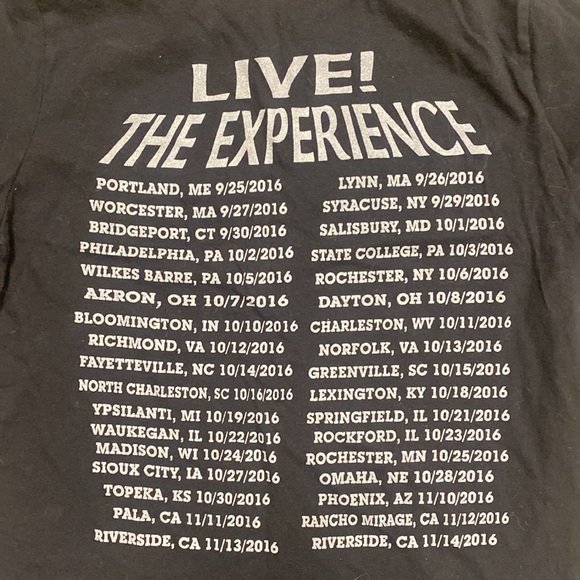 LIVE!
THE EXPERIENCE
PORTLAND, ME 9/25/2016
LYNN, MA 9/26/2016
WORCESTER, MA 9/27/2016
SYRACUSE, NY 9/29/2016
BRIDGEPORT, CT 9/30/2016
SALISBURY, MD 10/1/2016
PHILADELPHIA, PA 10/2/2016
STATE COLLEGE, PA 10/3/2016
WILKES BARRE, PA 10/5/2016
ROCHESTER, NY 10/6/2016
AKRON, OH 10/7/2016
DAYTON, OH 10/8/2016
BLOOMINGTON, IN 10/10/2016
CHARLESTON, WV 10/11/2016
RICHMOND, VA 10/12/2016
NORFOLK, VA 10/13/2016
FAYETTEVILLE, NC 10/14/2016
GREENVILLE, SC 10/15/2016
NORTH CHARLESTON, SC 10/16/2016
LEXINGTON, KY 10/18/2016
YPSILANTI, MI 10/19/2016
SPRINGFIELD, IL 10/21/2016
WAUKEGAN, IL 10/22/2016
ROCKFORD, IL 10/23/2016
MADISON, WI 10/24/2016
ROCHESTER, MN 10/25/2016
SIOUX CITY, IA 10/27/2016
OMAHA, NE 10/28/2016
TOPEKA, KS 10/30/2016
PHOENIX, AZ 11/10/2016
PALA, CA 11/11/2016
RANCHO MIRAGE, CA 11/12/2016
RIVERSIDE, CA 11/13/2016
RIVERSIDE, CA 11/14/2016